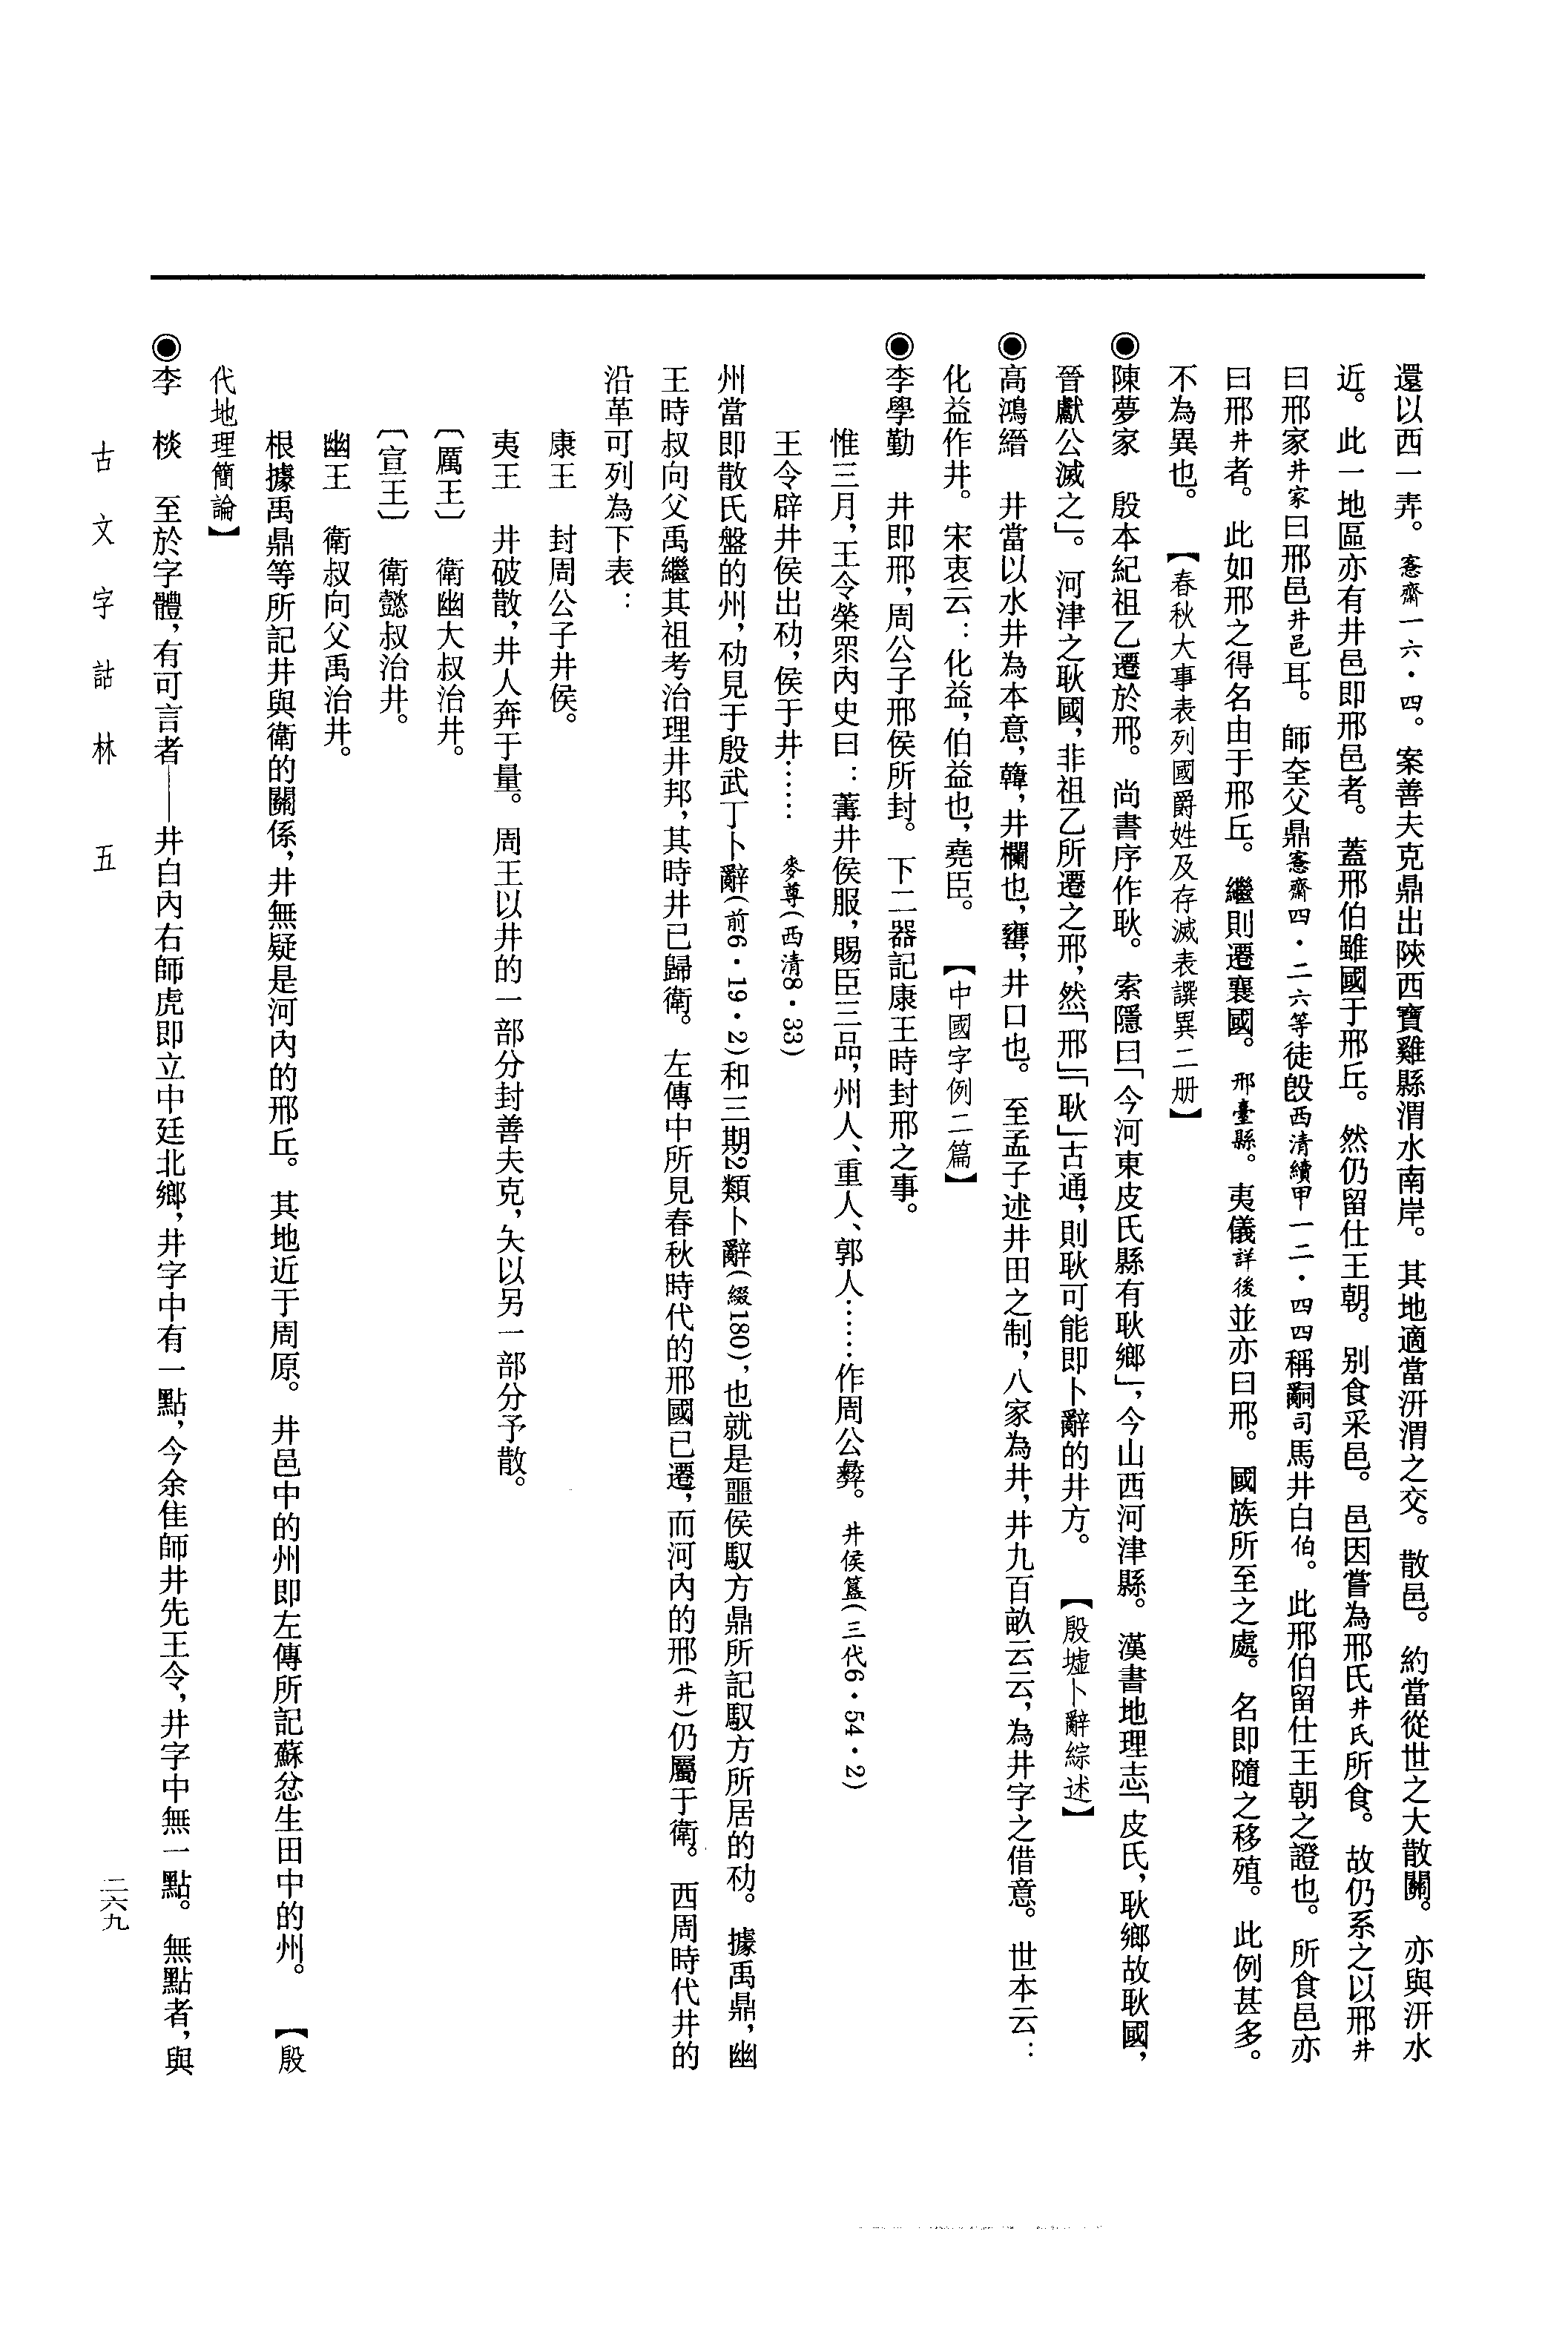 還以西一弄。愙齋一六·四。案善夫克鼎出陝西寶雞縣渭水南岸。其地適當汧渭之交。散邑。約當從世之大散關。亦與汧水
近。此一地區亦有井邑即邢邑者。蓋邢伯雖國于邢丘。然仍留仕王朝。別食采邑。邑因嘗為邢氏井氏所食。故仍系之以邢井
曰邢家井家曰邢邑井邑耳。師㚔父鼎愙齋四·二六等徒𣪘西清續甲一二·四四稱嗣司馬井白伯。此邢伯留仕王朝之證也。所食邑亦
曰邢井者。此如邢之得名由于邢丘。繼則遷襄國。邢臺縣。夷儀詳後並亦曰邢。國族所至之處。名即隨之移殖。此例甚多。
不為異也。【春秋大事表列國爵姓及存滅表譔異二册】
◉陳夢家　殷本紀祖乙遷於邢。尚書序作耿。索隱曰「今河東皮氏縣有耿鄉」，今山西河津縣。漢書地理志「皮氏，耿鄉故耿國，
晉獻公滅之」。河津之耿國，非祖乙所遷之邢，然「邢」「耿」古通，則耿可能即卜辭的井方。【殷墟卜辭綜述】
◉高鴻縉　井當以水井為本意，韓，井欄也，罋，井口也。至孟子述井田之制，八家為井，井九百畝云云，為井字之借意。世本云：
化益作井。宋衷云：化益，伯益也，堯臣。【中國字例二篇】
◉李學勤　井即邢，周公子邢侯所封。下二器記康王時封邢之事。
惟三月，王令榮眔內史曰：䓊井侯服，賜臣三品，州人、重人、郭人……作周公彝。井侯簋(三代6·54·2)
王令辟井侯出㘫，侯于井……　麥尊(西清8·33)
州當即散氏盤的州，㘫見于殷武丁卜辭(前6·19·2)和三期2類卜辭(綴180)，也就是噩侯馭方鼎所記馭方所居的㘫。據禹鼎，幽
王時叔向父禹繼其祖考治理井邦，其時井已歸衛。左傳中所見春秋時代的邢國已遷，而河內的邢(井)仍屬于衛。西周時代井的
沿革可列為下表：
康王　封周公子井侯。
夷王　井破散，井人奔于量。周王以井的一部分封善夫克，夨以另一部分予散。
〔厲王〕　衛幽大叔治井。
〔宣王〕　衛懿叔治井。
幽王　衛叔向父禹治井。
根據禹鼎等所記井與衛的關係，井無疑是河內的邢丘。其地近于周原。井邑中的州即左傳所記蘇忿生田中的州。【殷
代地理簡論】
◉李　棪　至於字體，有可言者——井白內右師虎即立中廷北鄉，井字中有一點，今余隹師井先王令，井字中無一點。無點者，與
古文字詁林　五
二六九